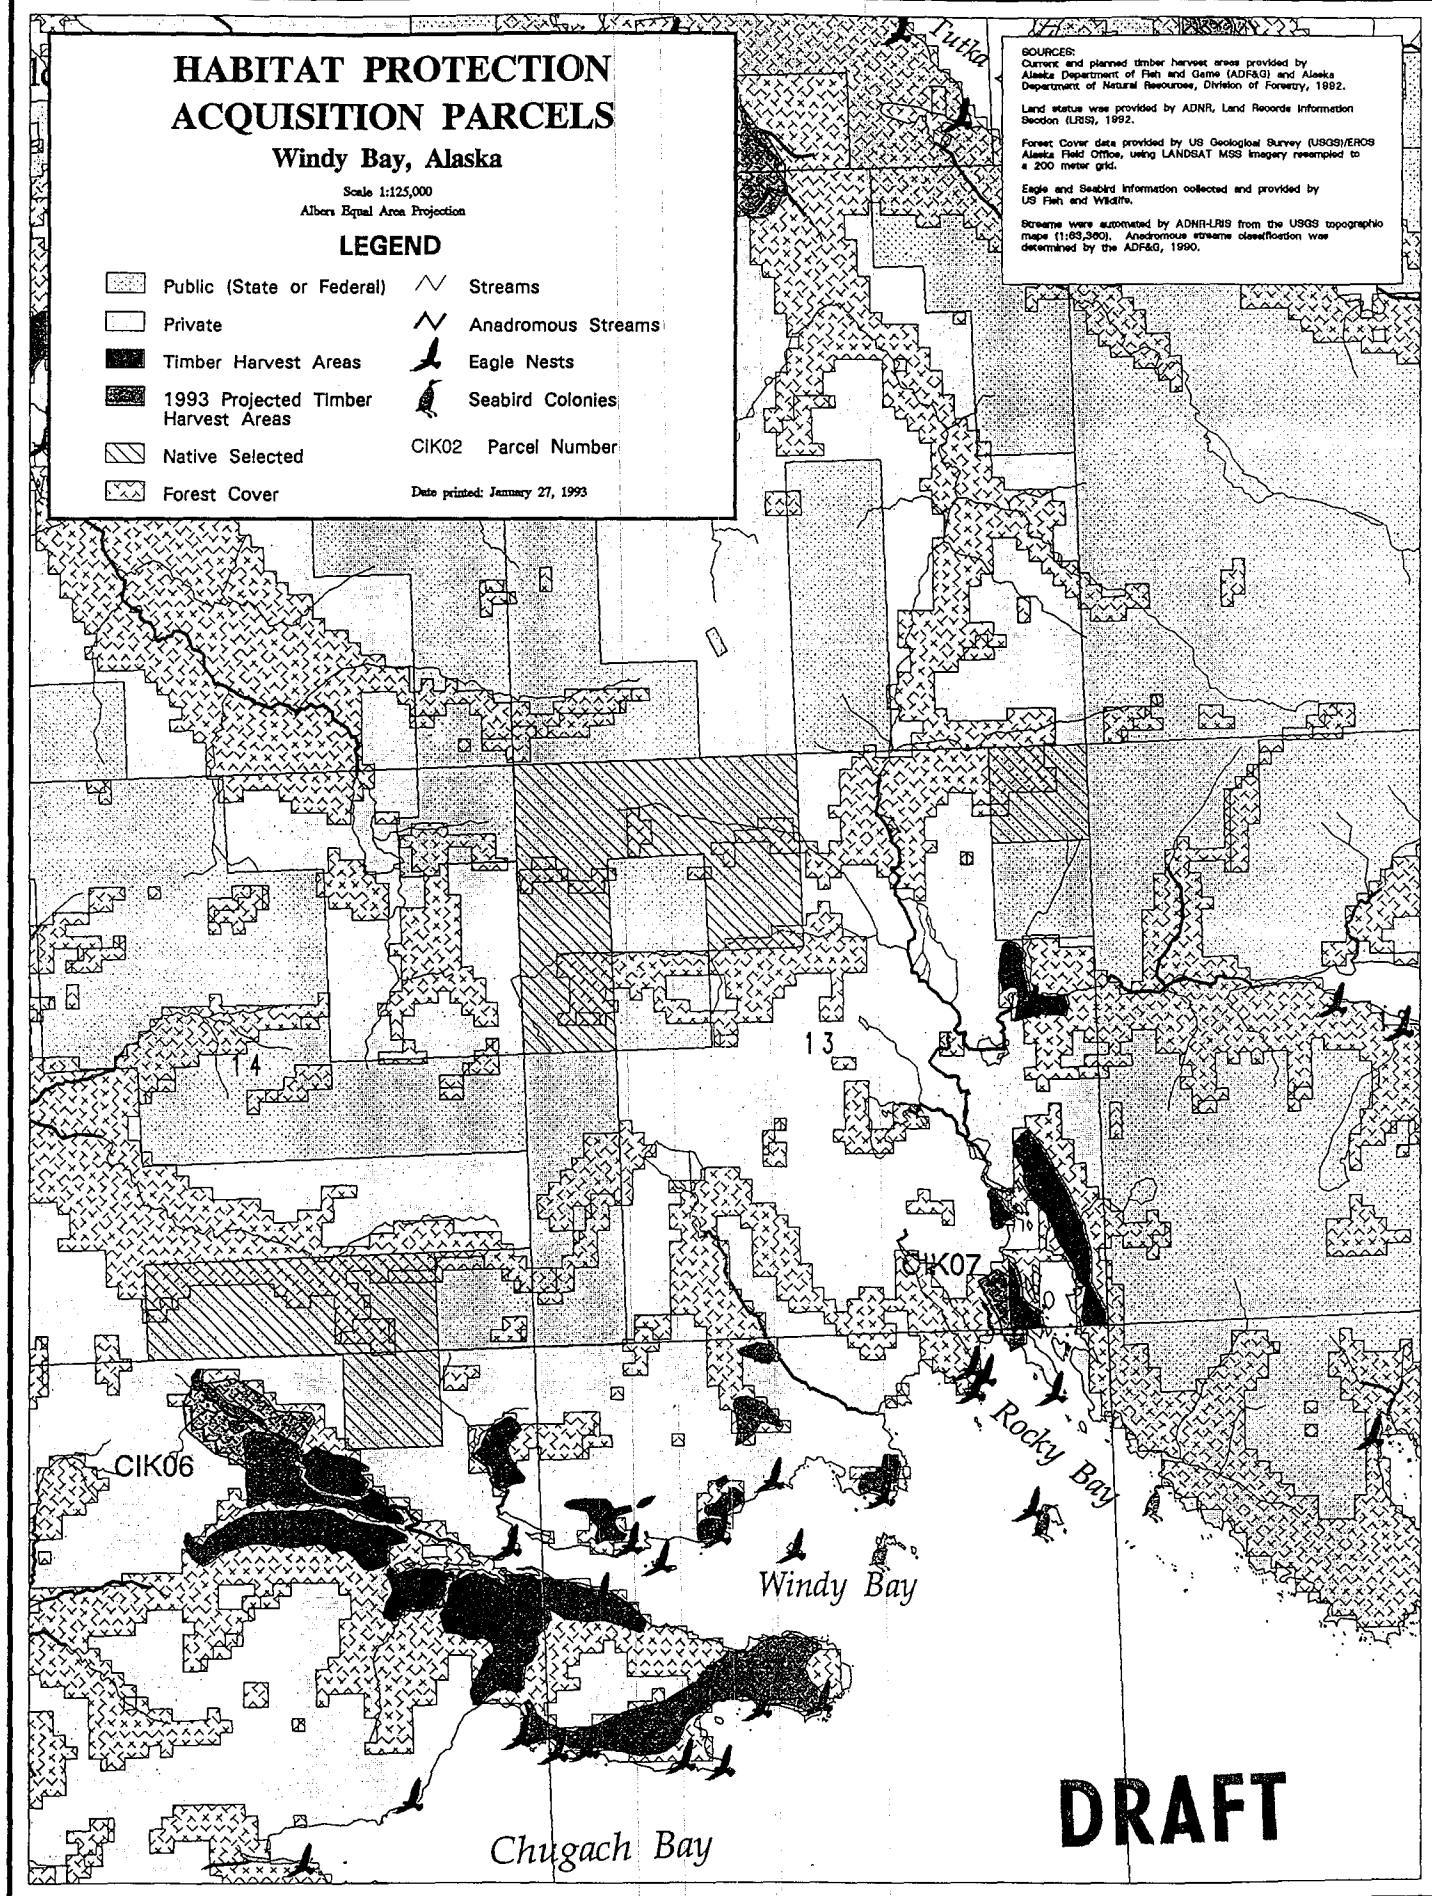 HABITAT PROTECTION
ACQUISITION PARCELS
Windy Bay, Alaska
Scale 1:125,000
Albers Equal Area Projection
LEGEND
Public (State or Federal)
Private
Timber Harvest Areas
1993 Projected Timber
Harvest Areas
Native Selected
Forest Cover
Streams
Anadromous Streams
Eagle Nests
Seabird Colonies
CIK02 Parcel Number
Date printed: January 27, 1993
Tutka
SOURCES:
Current and planned timber harvest areas provided by
Alaska Department of Fish and Game (ADF&G) and Alaska
Department of Natural Resources, Division of Forestry, 1992.
Land status was provided by ADNR, Land Records Information
Section (LRIS), 1992.
Forest Cover data provided by US Geological Survey (USGS)/EROS
Alaska Field Office, using LANDSAT MSS imagery resampled to
a 200 meter grid.
Eagle and Seabird information collected and provided by
US Fish and Wildlife.
Streams were automated by ADNR-LRIS from the USGS topographic
maps (1:63,360). Anadromous streams classification was
determined by the ADF&G, 1990.
13
14
CIK07
CIK06
Rocky Bay
Windy Bay
Chugach Bay
DRAFT